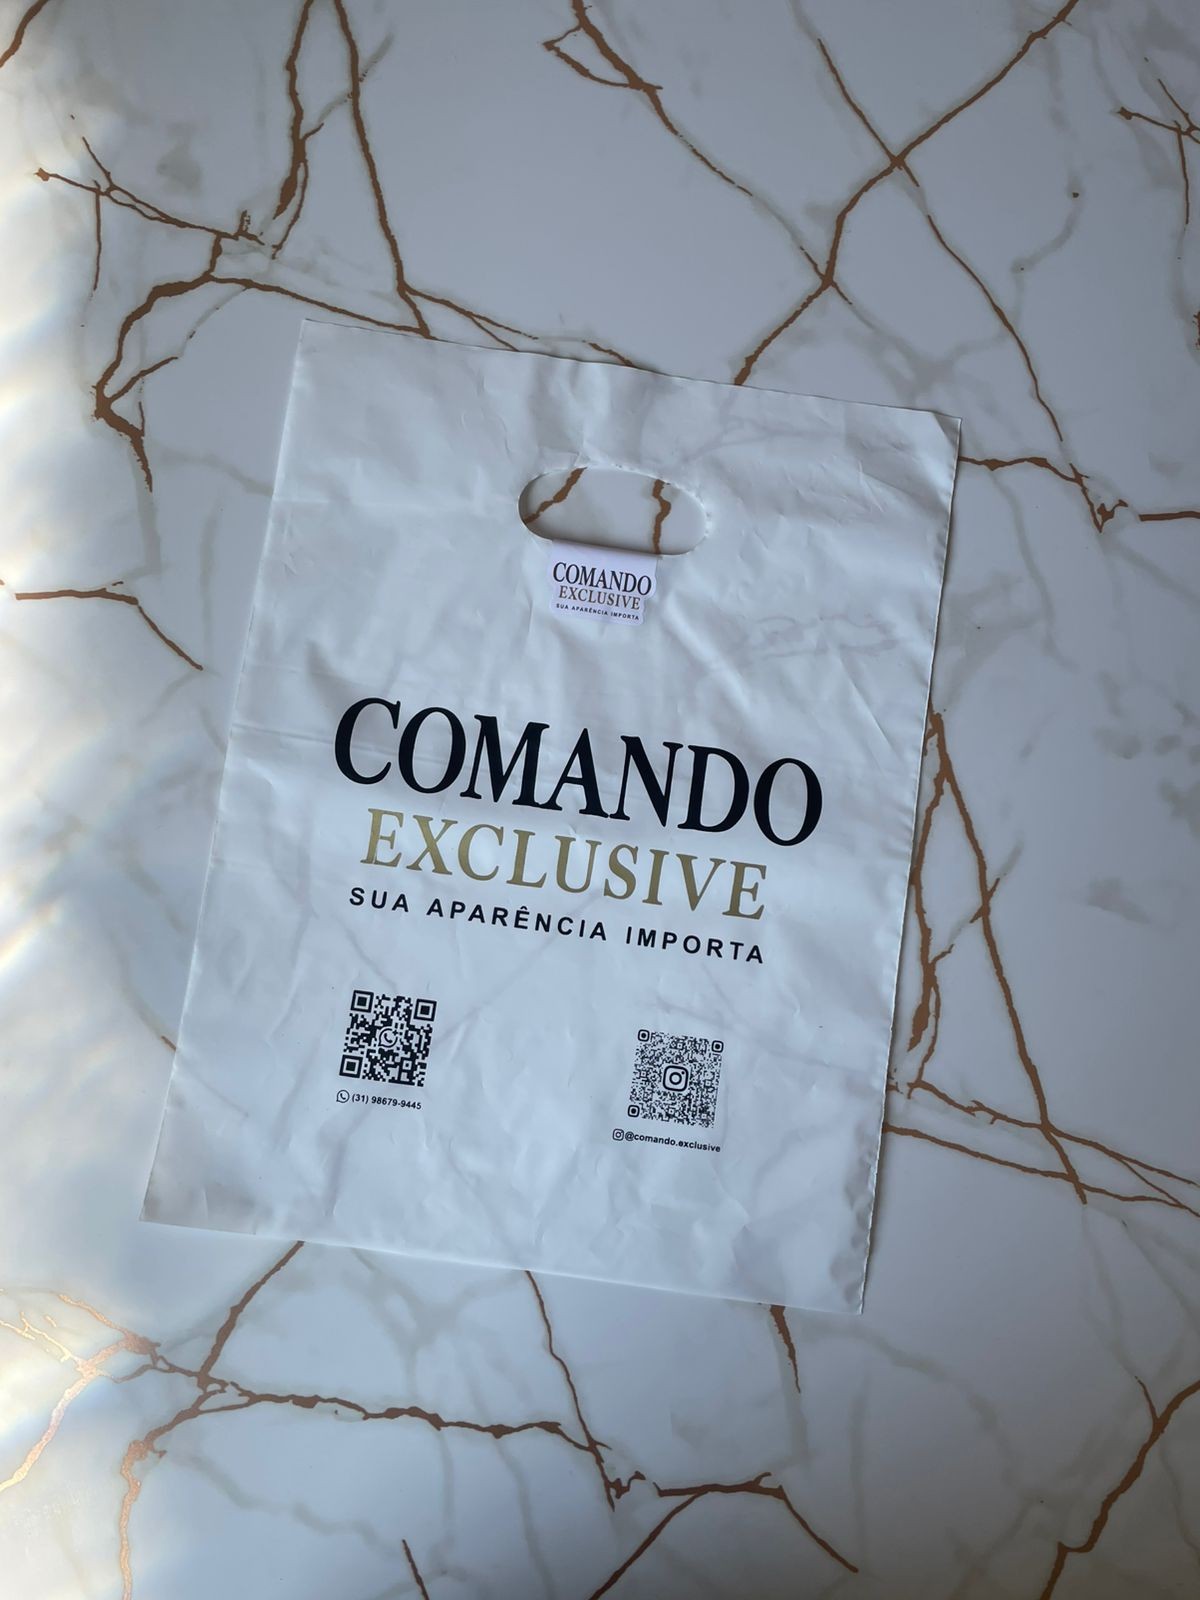 COMANDO
EXCLUSIVE
SUA APARÊNCIA IMPORTA
COMANDO
EXCLUSIVE
SUA APARÊNCIA IMPORTA
(31) 98679-9445
@comando.exclusive